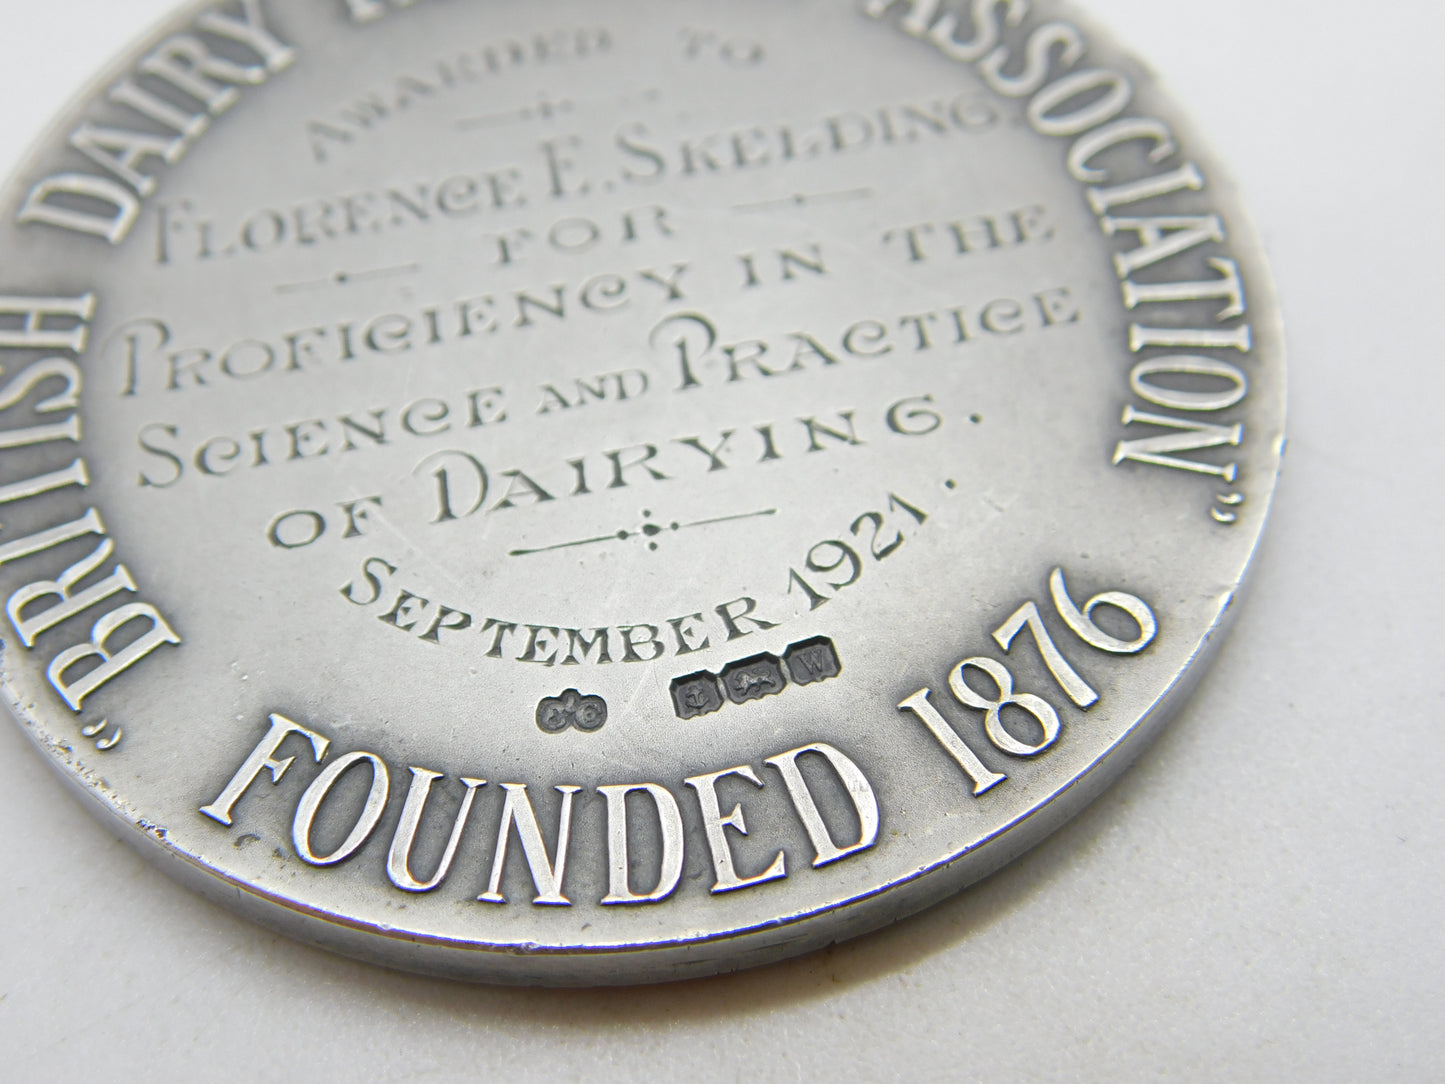 "BRITISH DAIRY ASSOCIATION"
AWARDED TO
FLORENCE E. SKELDING
FOR
PROFICIENCY IN THE
SCIENCE AND PRACTICE
OF DAIRYING.
SEPTEMBER 1921.
W
FOUNDED 1876